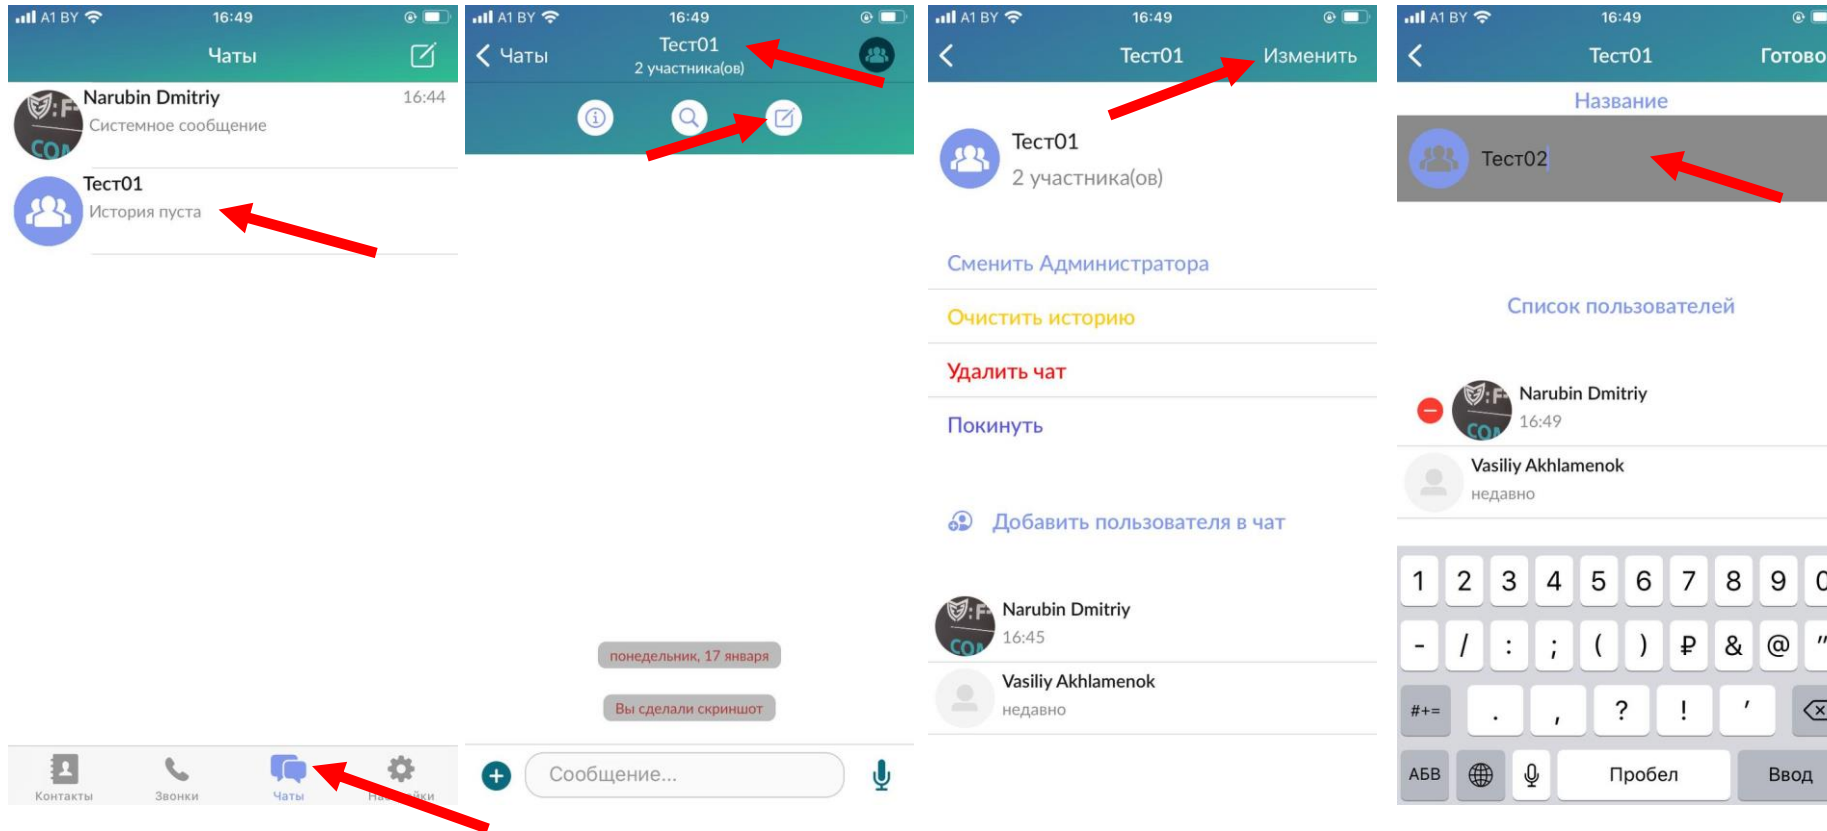 A1 BY
16:49
Чаты
Narubin Dmitriy
16:44
Системное сообщение
Тест01
История пуста
Контакты
Звонки
Чаты
A1 BY
16:49
Чаты
Тест01
2 участника(ов)
понедельник, 17 января
Вы сделали скриншот
Сообщение...
A1 BY
16:49
Тест01
Изменить
Тест01
2 участника(ов)
Сменить Администратора
Очистить историю
Удалить чат
Покинуть
Добавить пользователя в чат
Narubin Dmitriy
16:45
Vasiliy Akhlamenok
недавно
A1 BY
16:49
Тест01
Готово
Название
Тест02
Список пользователей
Narubin Dmitriy
16:49
Vasiliy Akhlamenok
недавно
1 2 3 4 5 6 7 8 9 0
- / : ; ( ) ₽ & @ "
#+= . , ? ! '
АБВ Пробел Ввод